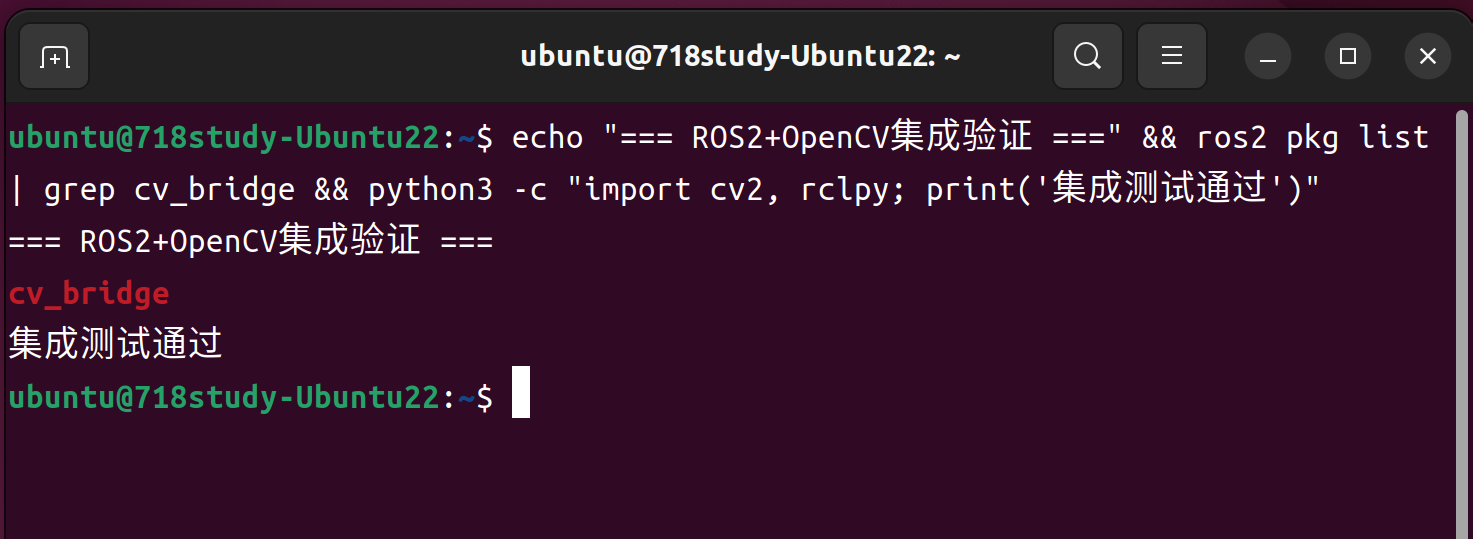 ubuntu@718study-Ubuntu22: ~
ubuntu@718study-Ubuntu22:~$ echo "=== ROS2+OpenCV集成验证 ===" && ros2 pkg list
| grep cv_bridge && python3 -c "import cv2, rclpy; print('集成测试通过')"
=== ROS2+OpenCV集成验证 ===
cv_bridge
集成测试通过
ubuntu@718study-Ubuntu22:~$